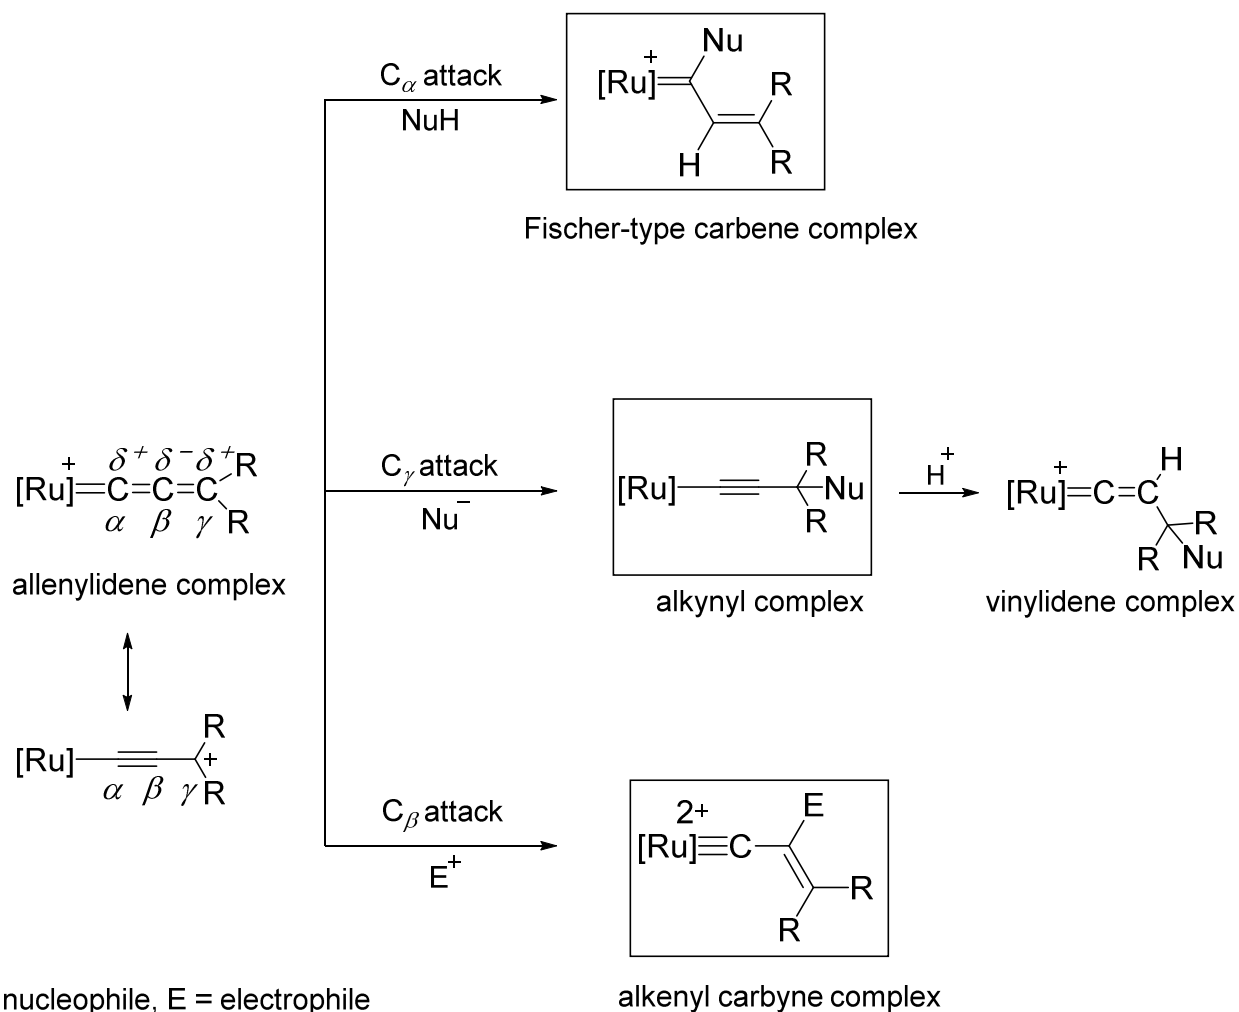 Cα attack
NuH
[Ru]+ Nu H R R
Fischer-type carbene complex
[Ru]+=C=C=C R R
δ+ δ− δ+
α β γ
allenylidene complex
Cγ attack
Nu−
[Ru] R Nu R
alkynyl complex
H+
[Ru]+=C=C H R R Nu
vinylidene complex
[Ru] R + R
α β γ
Cβ attack
E+
2+
[Ru]≡C E R R
alkenyl carbyne complex
nucleophile, E = electrophile